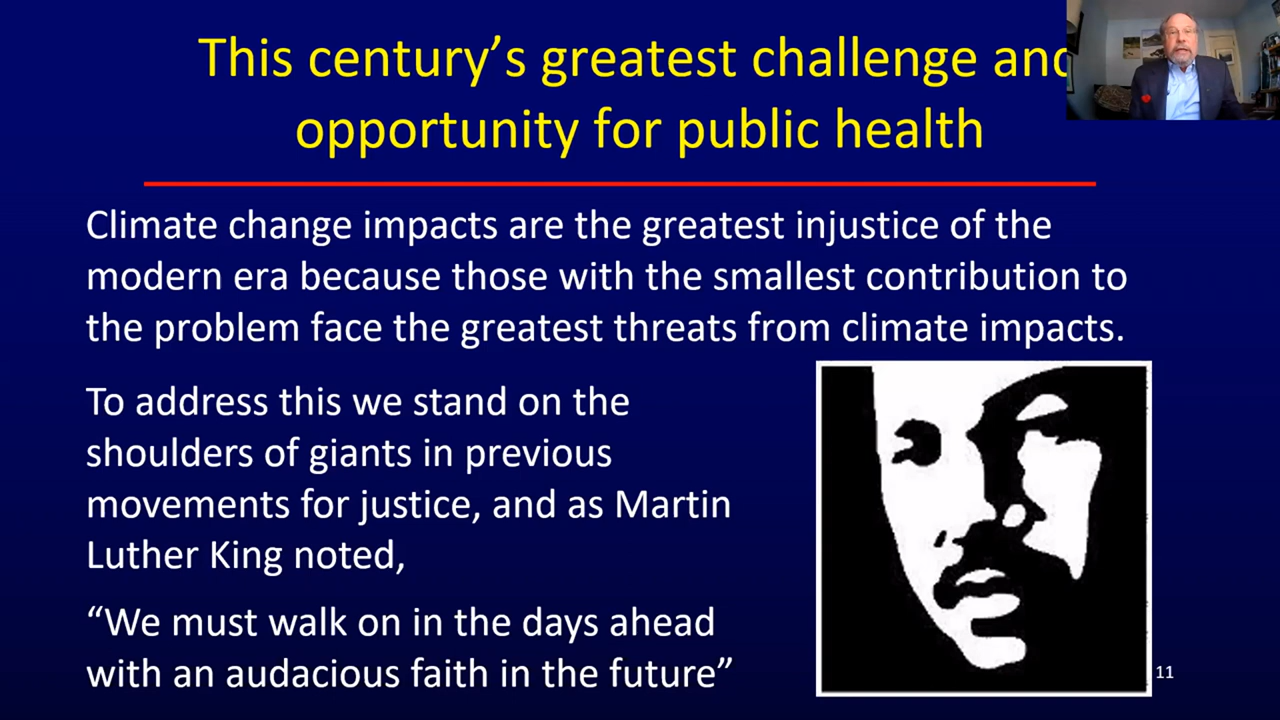 This century’s greatest challenge and
opportunity for public health
Climate change impacts are the greatest injustice of the
modern era because those with the smallest contribution to
the problem face the greatest threats from climate impacts.
To address this we stand on the
shoulders of giants in previous
movements for justice, and as Martin
Luther King noted,
“We must walk on in the days ahead
with an audacious faith in the future”
11